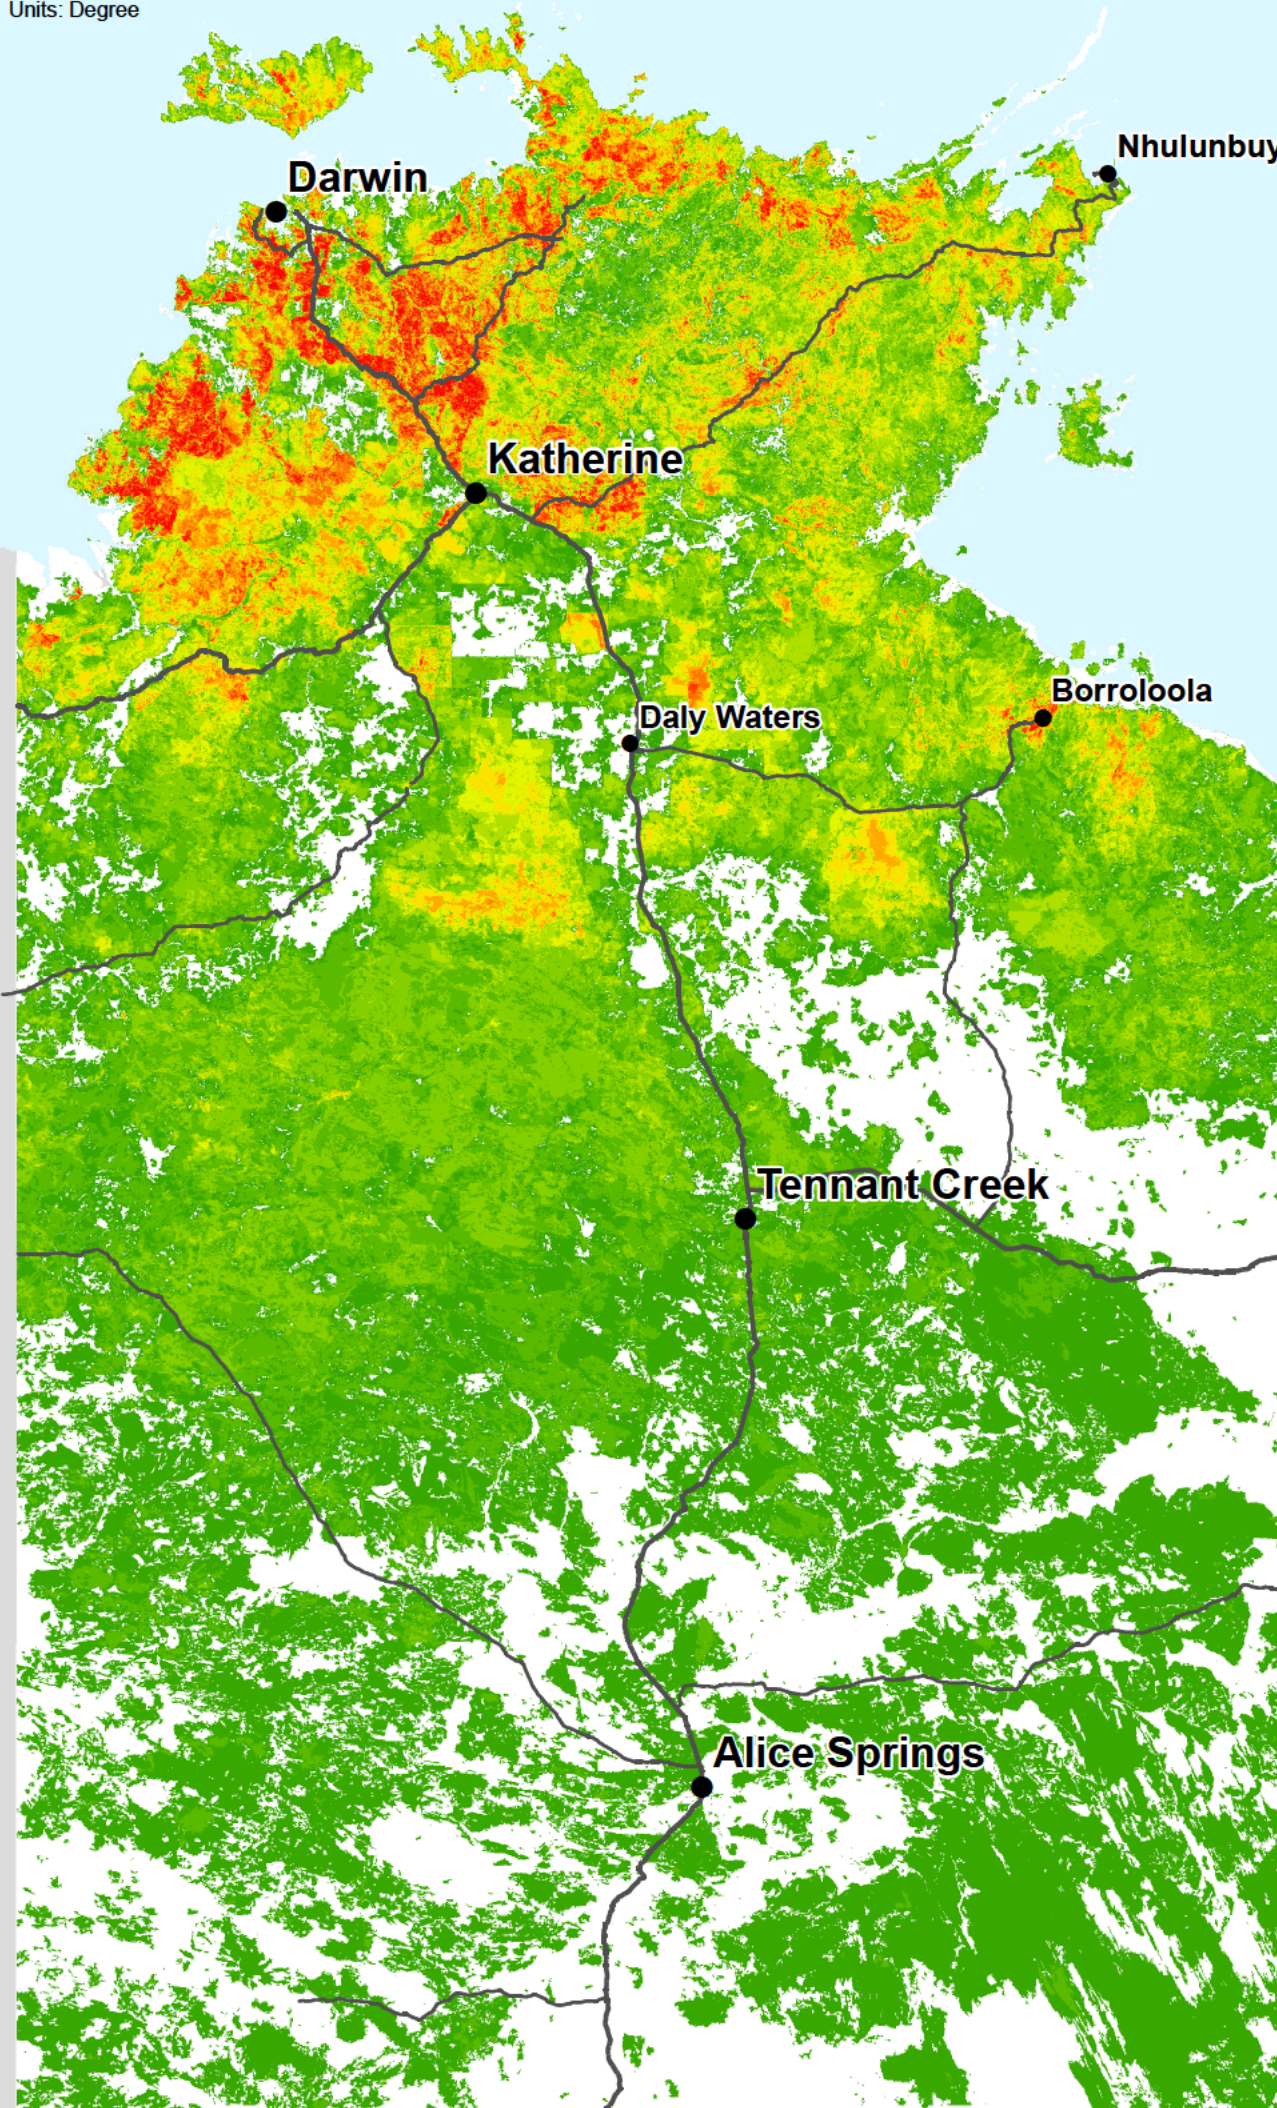 Units: Degree
Nhulunbuy
Darwin
Katherine
Borroloola
Daly Waters
Tennant Creek
Alice Springs